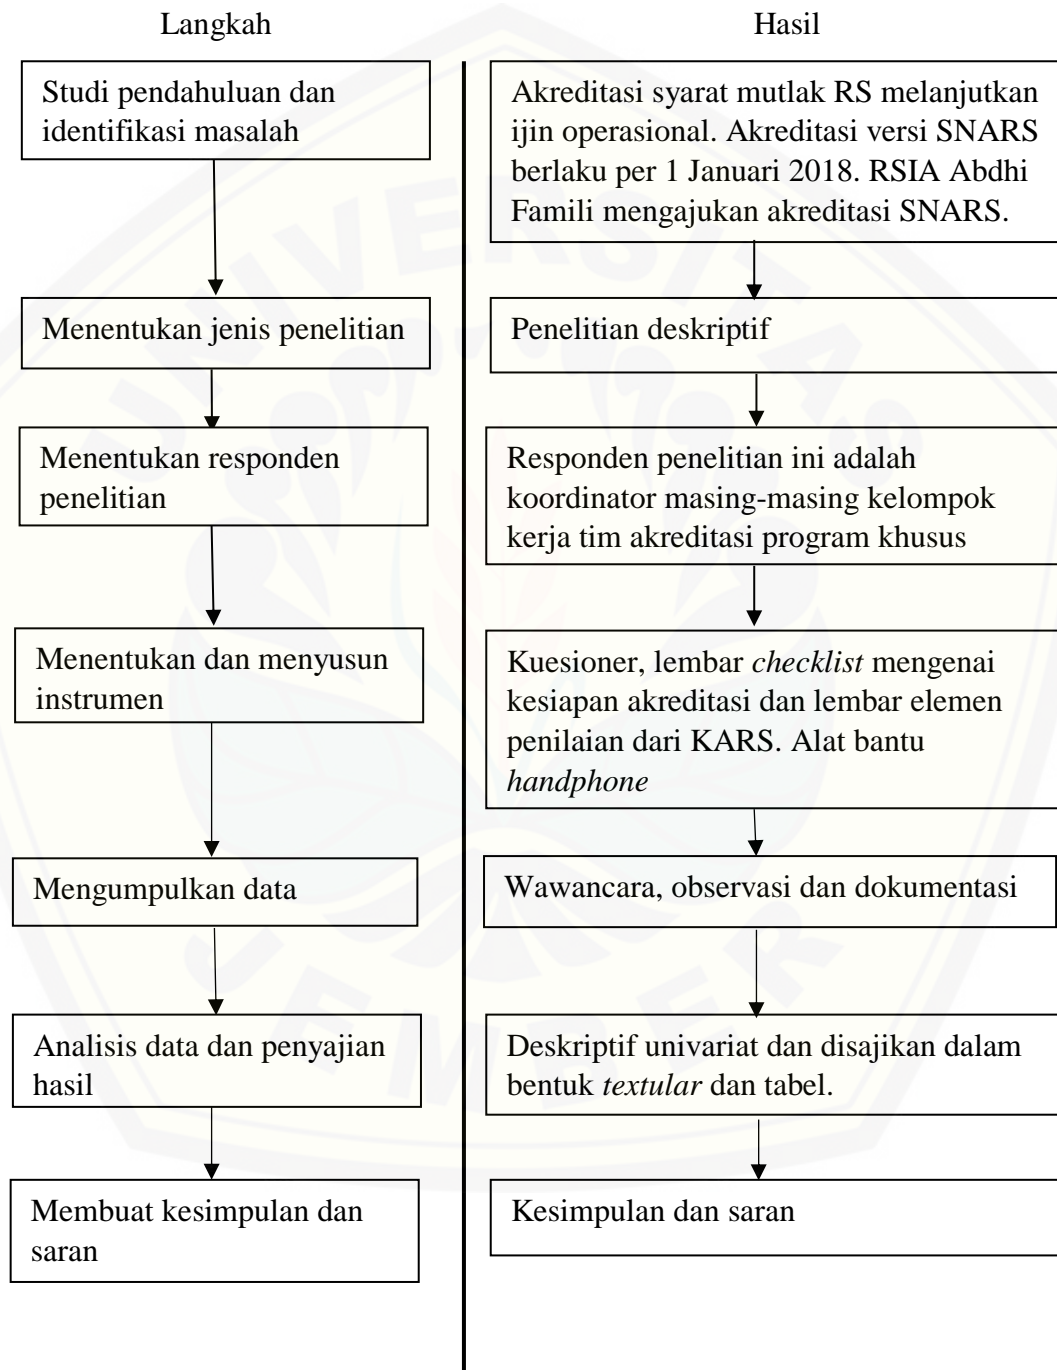 Langkah
Hasil
Studi pendahuluan dan
identifikasi masalah
Akreditasi syarat mutlak RS melanjutkan
ijin operasional. Akreditasi versi SNARS
berlaku per 1 Januari 2018. RSIA Abdhi
Famili mengajukan akreditasi SNARS.
Menentukan jenis penelitian
Penelitian deskriptif
Menentukan responden
penelitian
Responden penelitian ini adalah
koordinator masing-masing kelompok
kerja tim akreditasi program khusus
Menentukan dan menyusun
instrumen
Kuesioner, lembar checklist mengenai
kesiapan akreditasi dan lembar elemen
penilaian dari KARS. Alat bantu
handphone
Mengumpulkan data
Wawancara, observasi dan dokumentasi
Analisis data dan penyajian
hasil
Deskriptif univariat dan disajikan dalam
bentuk textular dan tabel.
Membuat kesimpulan dan
saran
Kesimpulan dan saran
UNIVERSITAS
JEMBER